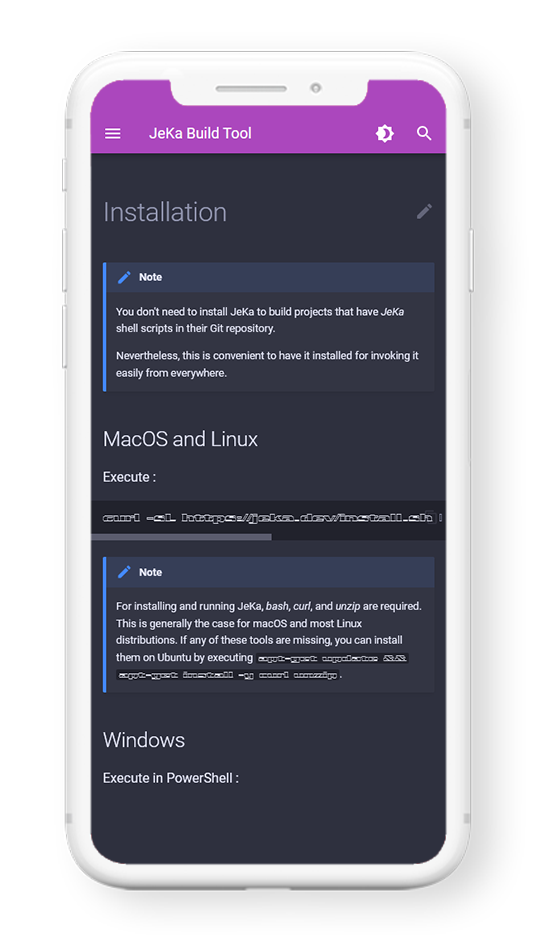 JeKa Build Tool
Installation
Note
You don't need to install JeKa to build projects that have JeKa
shell scripts in their Git repository.
Nevertheless, this is convenient to have it installed for invoking it
easily from everywhere.
MacOS and Linux
Execute :
curl -sL https://jeka.dev/install.sh |
Note
For installing and running JeKa, bash, curl, and unzip are required.
This is generally the case for macOS and most Linux
distributions. If any of these tools are missing, you can install
them on Ubuntu by executing apt-get update &&
apt-get install -y curl unzip.
Windows
Execute in PowerShell :